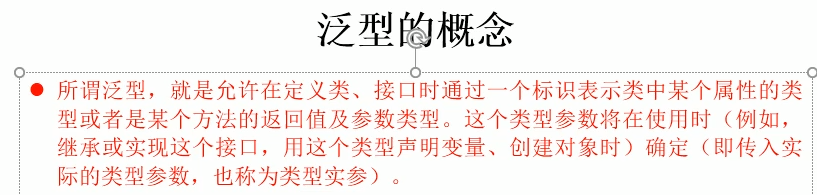 泛型的概念
所谓泛型，就是允许在定义类、接口时通过一个标识表示类中某个属性的类
型或者是某个方法的返回值及参数类型。这个类型参数将在使用时（例如，
继承或实现这个接口，用这个类型声明变量、创建对象时）确定（即传入实
际的类型参数，也称为类型实参）。